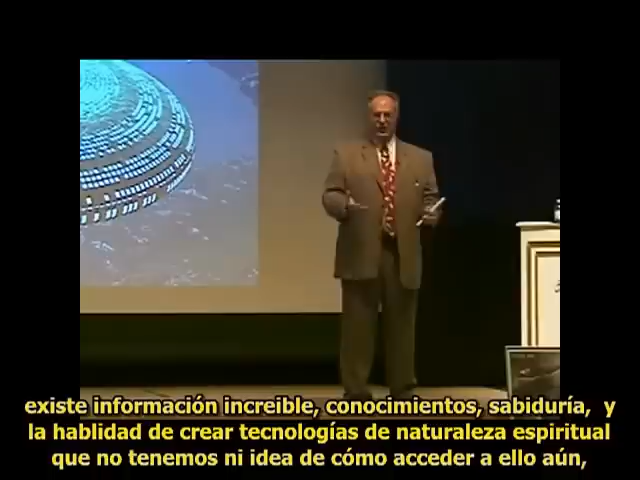 existe información increible, conocimientos, sabiduría, y
la hablidad de crear tecnologías de naturaleza espiritual
que no tenemos ni idea de cómo acceder a ello aún,